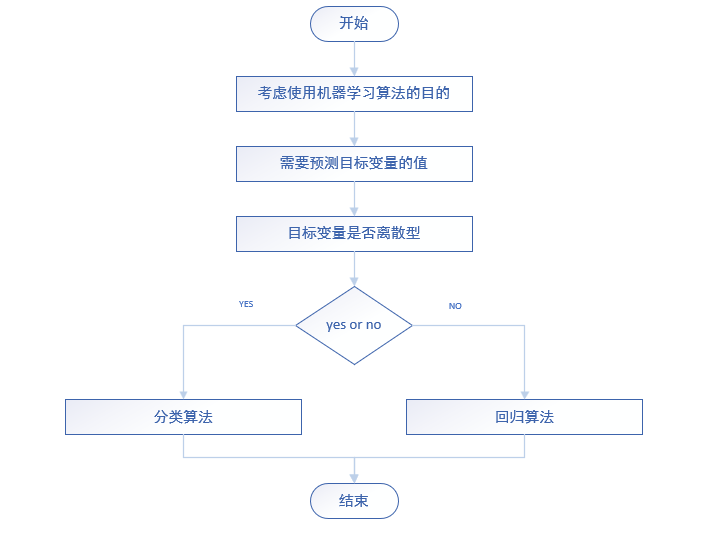 开始
考虑使用机器学习算法的目的
需要预测目标变量的值
目标变量是否离散型
YES
NO
yes or no
分类算法
回归算法
结束